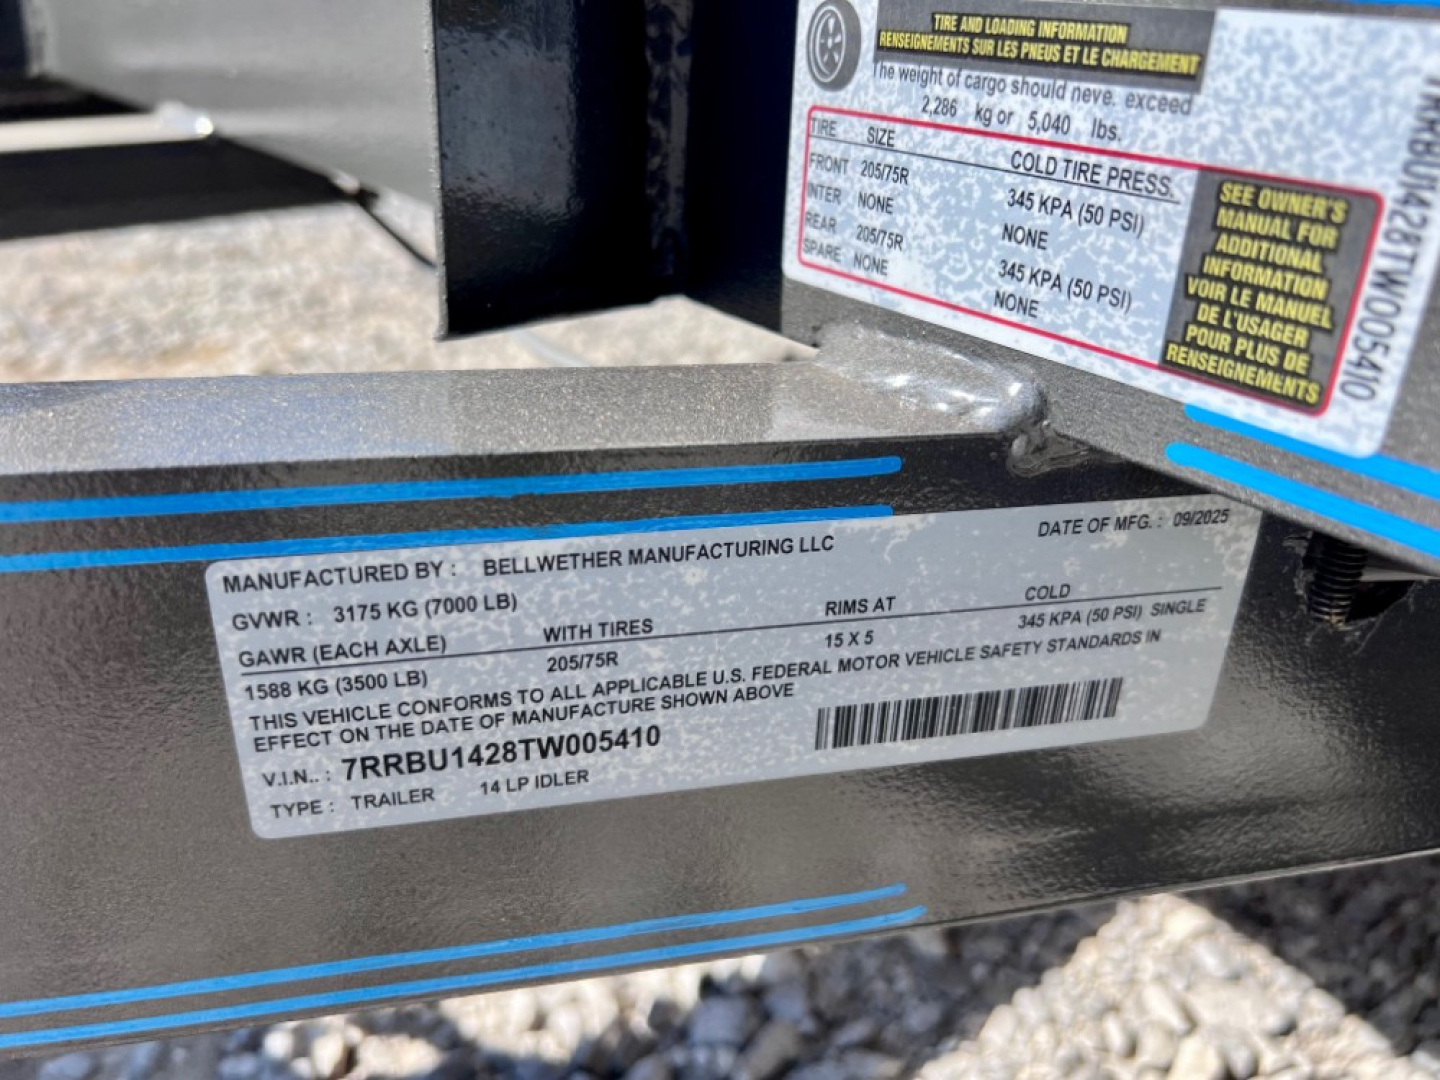 TIRE AND LOADING INFORMATION
RENSEIGNEMENTS SUR LES PNEUS ET LE CHARGEMENT
The weight of cargo should neve. exceed
2,286 kg or 5,040 lbs.
TIRE SIZE COLD TIRE PRESS.
FRONT 205/75R 345 KPA (50 PSI)
INTER NONE NONE
REAR 205/75R 345 KPA (50 PSI)
SPARE NONE NONE
SEE OWNER'S
MANUAL FOR
ADDITIONAL
INFORMATION
VOIR LE MANUEL
DE L'USAGER
POUR PLUS DE
RENSEIGNEMENTS
7RRBU1428TW005410
MANUFACTURED BY : BELLWETHER MANUFACTURING LLC DATE OF MFG. : 09/2025
GVWR : 3175 KG (7000 LB)
GAWR (EACH AXLE) WITH TIRES RIMS AT COLD
1588 KG (3500 LB) 205/75R 15 X 5 345 KPA (50 PSI) SINGLE
THIS VEHICLE CONFORMS TO ALL APPLICABLE U.S. FEDERAL MOTOR VEHICLE SAFETY STANDARDS IN
EFFECT ON THE DATE OF MANUFACTURE SHOWN ABOVE
V.I.N.. : 7RRBU1428TW005410
TYPE : TRAILER 14 LP IDLER